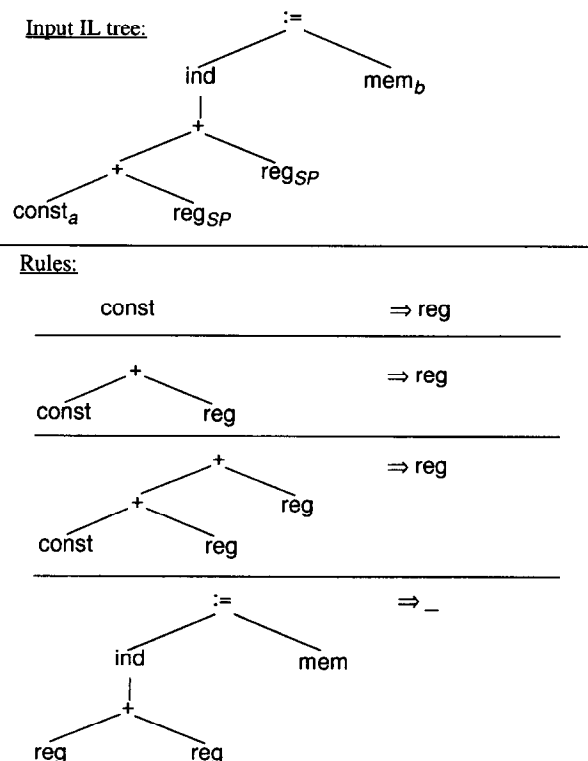 Input IL tree:
:=
ind mem_b
+
+ reg_SP
const_a reg_SP
Rules:
const ⇒ reg
+ ⇒ reg
const reg
+ ⇒ reg
+ reg
const reg
:= ⇒ _
ind mem
+
reg reg